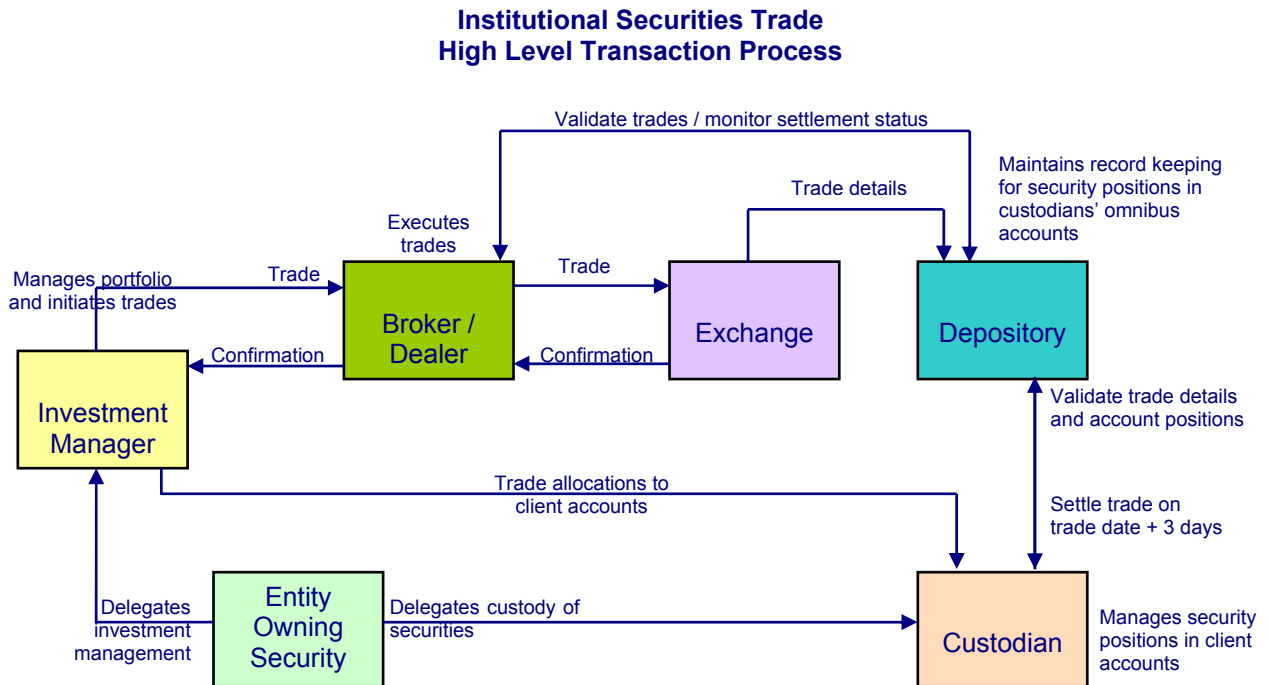 Institutional Securities Trade
High Level Transaction Process
Validate trades / monitor settlement status
Maintains record keeping
for security positions in
custodians' omnibus
accounts
Trade details
Executes
trades
Manages portfolio
and initiates trades
Trade
Trade
Broker /
Dealer
Exchange
Depository
Confirmation
Confirmation
Investment
Manager
Validate trade details
and account positions
Trade allocations to
client accounts
Settle trade on
trade date + 3 days
Delegates
investment
management
Entity
Owning
Security
Delegates custody of
securities
Custodian
Manages security
positions in client
accounts